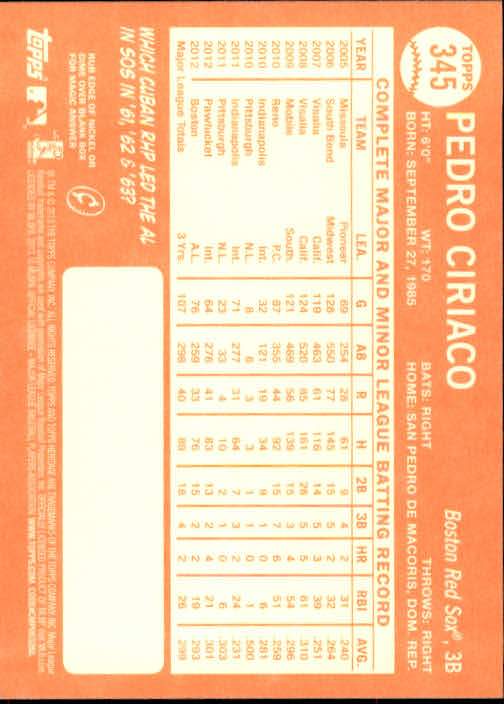 TOPPS
345
PEDRO CIRIACO
Boston Red Sox®, 3B
HT: 6'0" WT: 170 BATS: RIGHT THROWS: RIGHT
BORN: SEPTEMBER 27, 1985 HOME: SAN PEDRO DE MACORIS, DOM. REP.
COMPLETE MAJOR AND MINOR LEAGUE BATTING RECORD
YEAR TEAM LEA. G AB R H 2B 3B HR RBI AVG.
2005 Missoula Pioneer 69 254 28 61 9 4 2 31 .240
2006 South Bend Midwest 128 550 77 145 15 5 2 32 .264
2007 Visalia Calif. 119 463 61 116 14 5 3 39 .251
2008 Visalia Calif. 124 520 85 161 28 5 5 61 .310
2009 Mobile South. 121 469 56 139 15 3 4 54 .296
2010 Reno P.C. 87 355 44 92 15 7 6 51 .259
2010 Indianapolis Int. 32 121 19 34 9 1 0 6 .281
2010 Pittsburgh N.L. 8 6 3 3 1 1 0 1 .500
2011 Indianapolis Int. 71 277 31 64 7 3 2 24 .231
2011 Pittsburgh N.L. 23 33 4 10 2 1 0 6 .303
2012 Pawtucket Int. 64 276 41 83 13 2 4 21 .301
2012 Boston A.L. 76 259 33 76 15 2 2 19 .293
Major League Totals 3 Yrs. 107 298 40 89 18 4 2 26 .299
WHICH CUBAN RHP LED THE AL
IN SOS IN '61, '62 & '63?
RUB EDGE OF NICKEL OR
DIME OVER BLANK BOX
FOR MAGIC ANSWER
topps